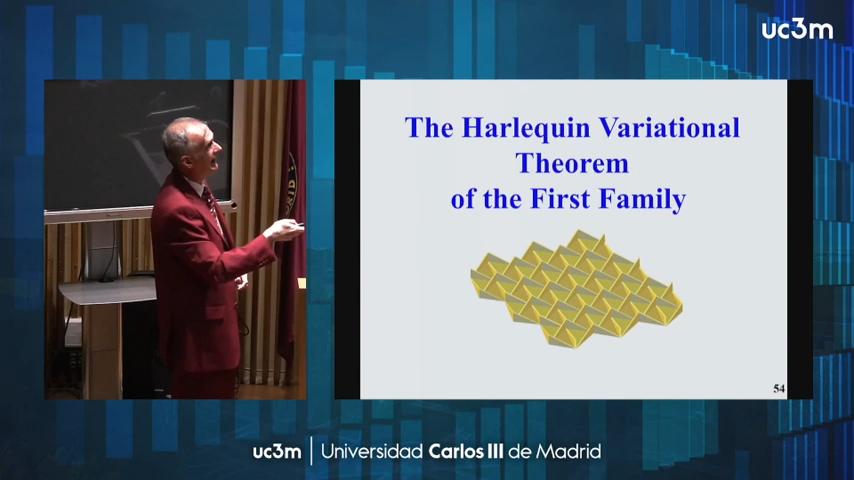 uc3m
The Harlequin Variational
Theorem
of the First Family
54
uc3m | Universidad Carlos III de Madrid